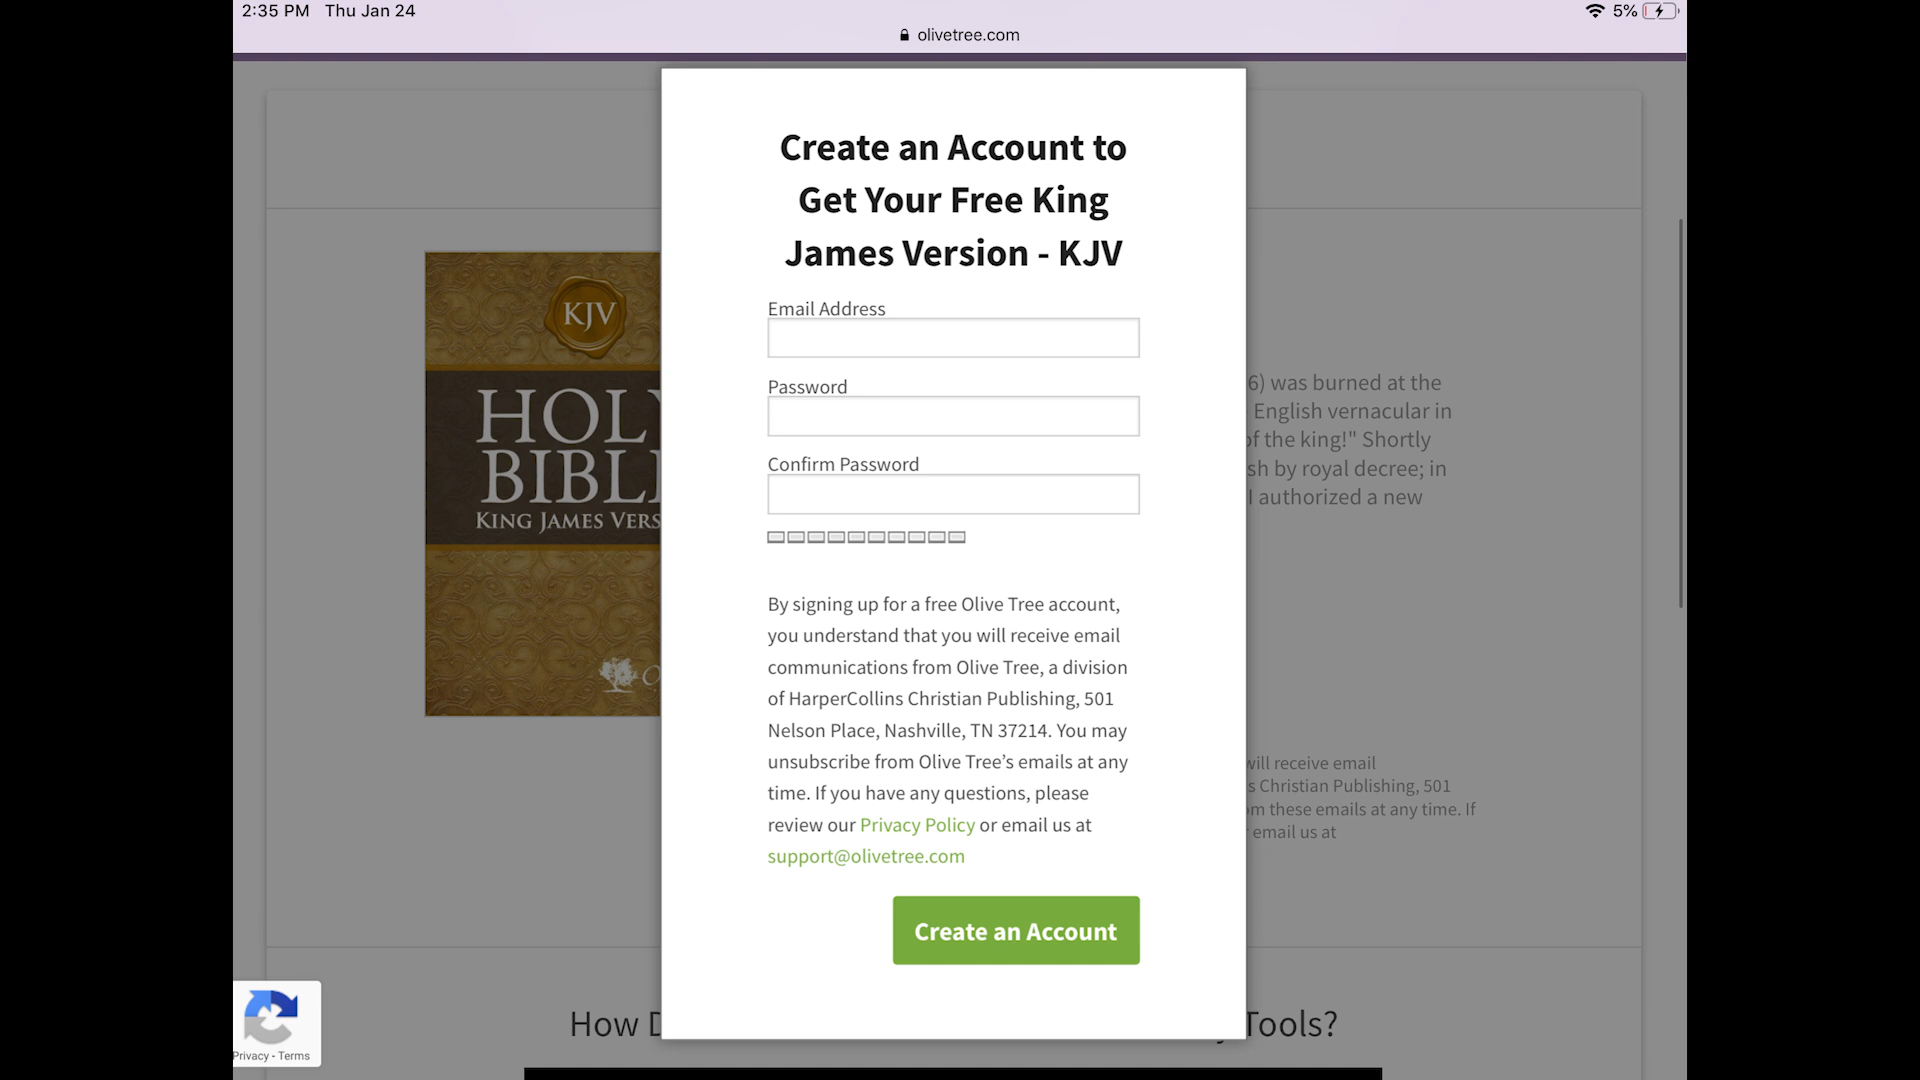 2:35 PM Thu Jan 24
5%
olivetree.com
Create an Account to
Get Your Free King
James Version - KJV
Email Address
Password
Confirm Password
By signing up for a free Olive Tree account,
you understand that you will receive email
communications from Olive Tree, a division
of HarperCollins Christian Publishing, 501
Nelson Place, Nashville, TN 37214. You may
unsubscribe from Olive Tree’s emails at any
time. If you have any questions, please
review our Privacy Policy or email us at
support@olivetree.com
Create an Account
KJV
HOLY
BIBL
KING JAMES VERS
6) was burned at the
English vernacular in
of the king!" Shortly
sh by royal decree; in
I authorized a new
will receive email
s Christian Publishing, 501
om these emails at any time. If
email us at
How
Tools?
Privacy - Terms